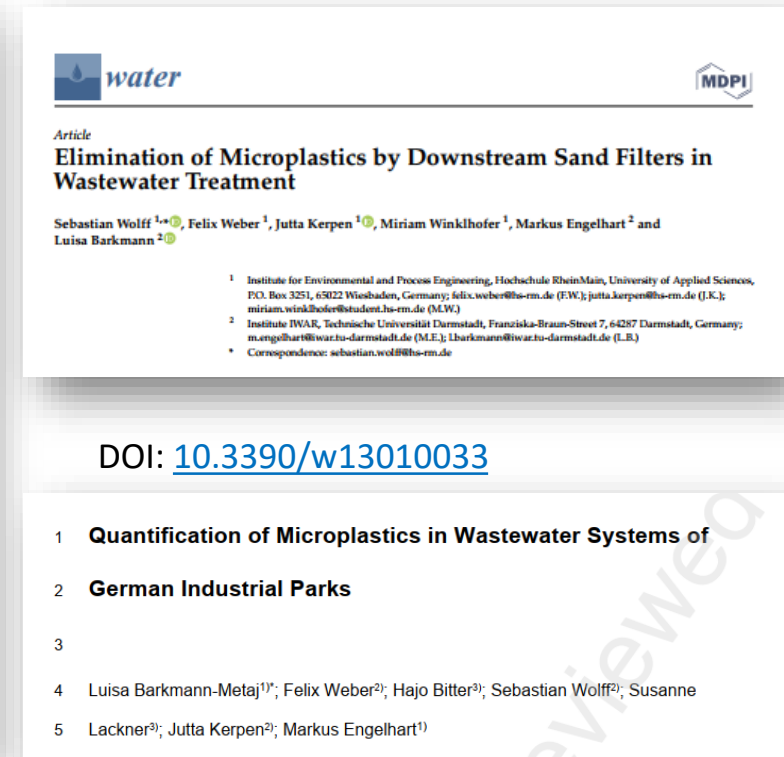 water
MDPI
Article
Elimination of Microplastics by Downstream Sand Filters in
Wastewater Treatment
Sebastian Wolff 1,*, Felix Weber 1, Jutta Kerpen 1, Miriam Winklhofer 1, Markus Engelhart 2 and
Luisa Barkmann 2
1 Institute for Environmental and Process Engineering, Hochschule RheinMain, University of Applied Sciences,
P.O. Box 3251, 65022 Wiesbaden, Germany; felix.weber@hs-rm.de (F.W.); jutta.kerpen@hs-rm.de (J.K.);
miriam.winklhofer@student.hs-rm.de (M.W.)
2 Institute IWAR, Technische Universität Darmstadt, Franziska-Braun-Street 7, 64287 Darmstadt, Germany;
m.engelhart@iwar.tu-darmstadt.de (M.E.); l.barkmann@iwar.tu-darmstadt.de (L.B.)
* Correspondence: sebastian.wolff@hs-rm.de
DOI: 10.3390/w13010033
1 Quantification of Microplastics in Wastewater Systems of
2 German Industrial Parks
3
4 Luisa Barkmann-Metaj1)*; Felix Weber2); Hajo Bitter3); Sebastian Wolff2); Susanne
5 Lackner3); Jutta Kerpen2); Markus Engelhart1)
eviewed